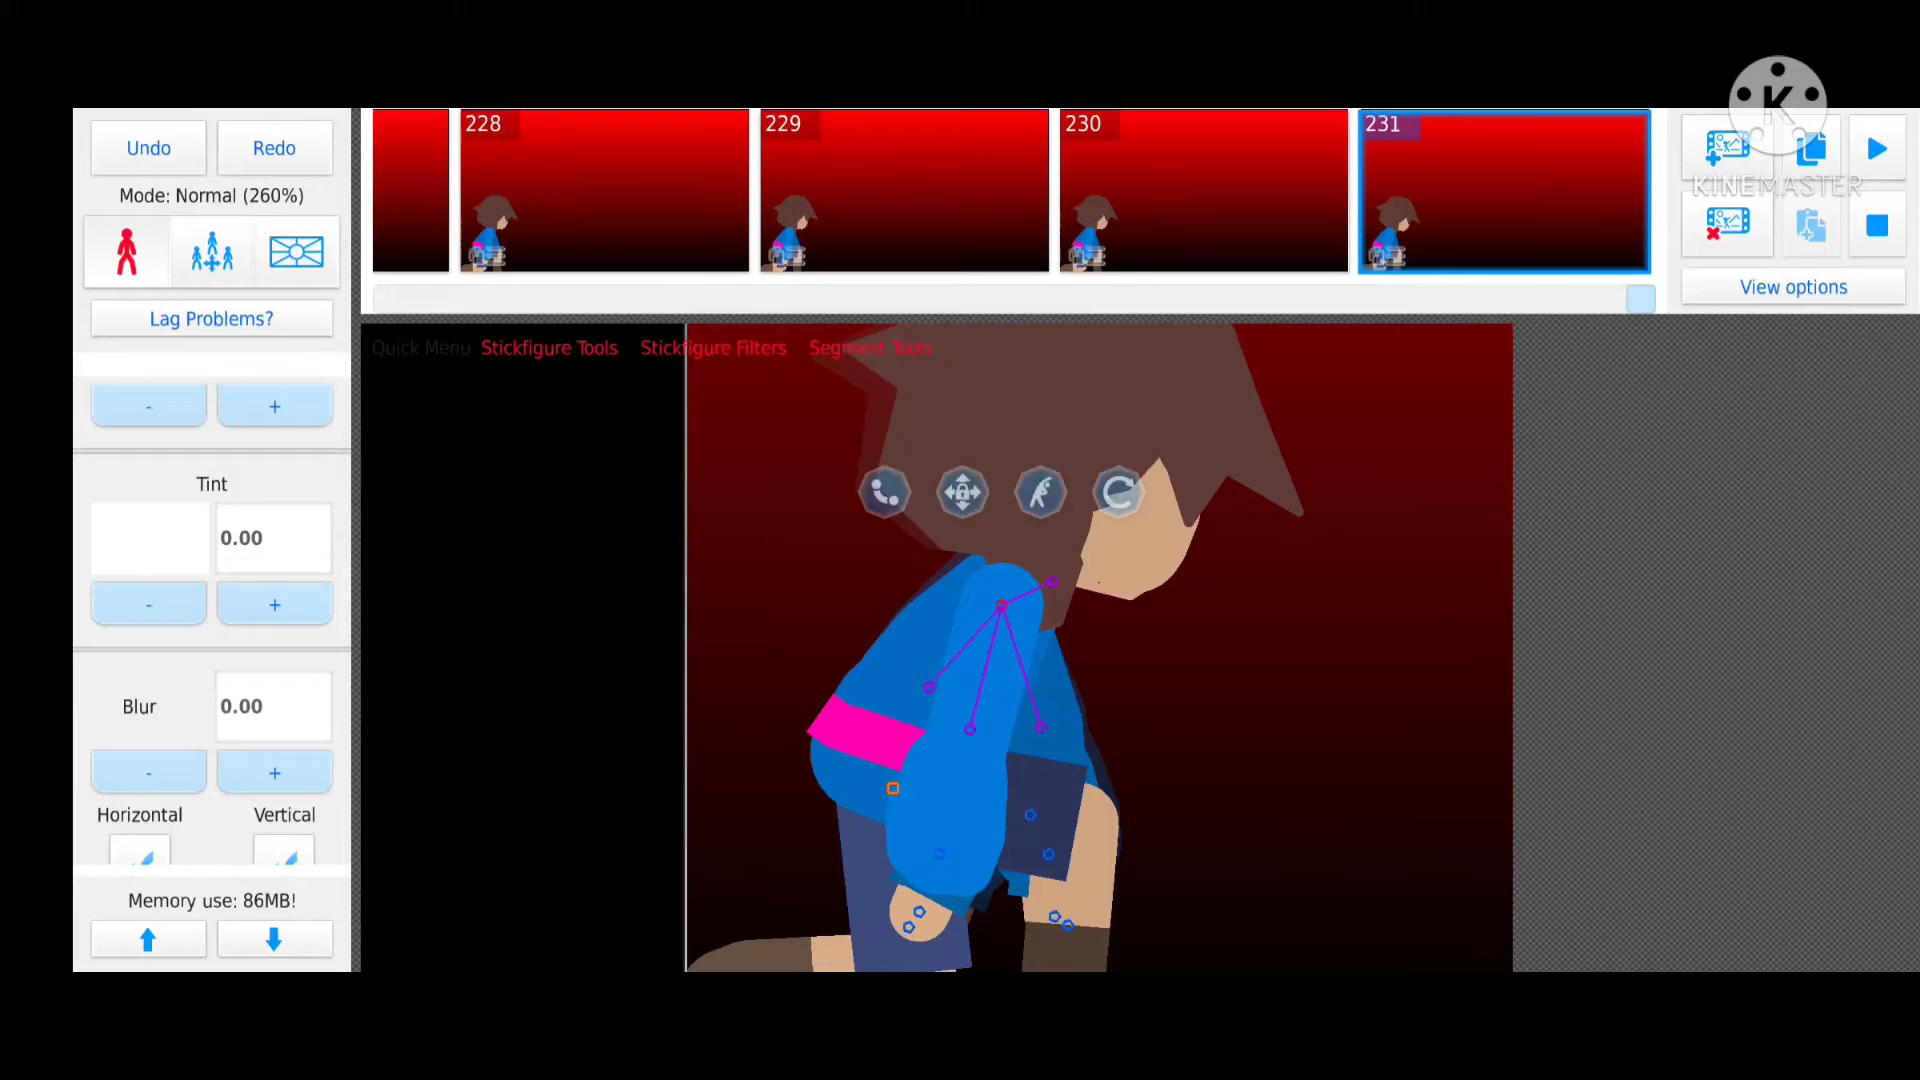 228
229
230
231
Undo
Redo
Mode: Normal (260%)
Lag Problems?
KINEMASTER
View options
Quick Menu
Stickfigure Tools
Stickfigure Filters
Segment Tools
-
+
Tint
0.00
-
+
Blur
0.00
-
+
Horizontal
Vertical
Memory use: 86MB!
K